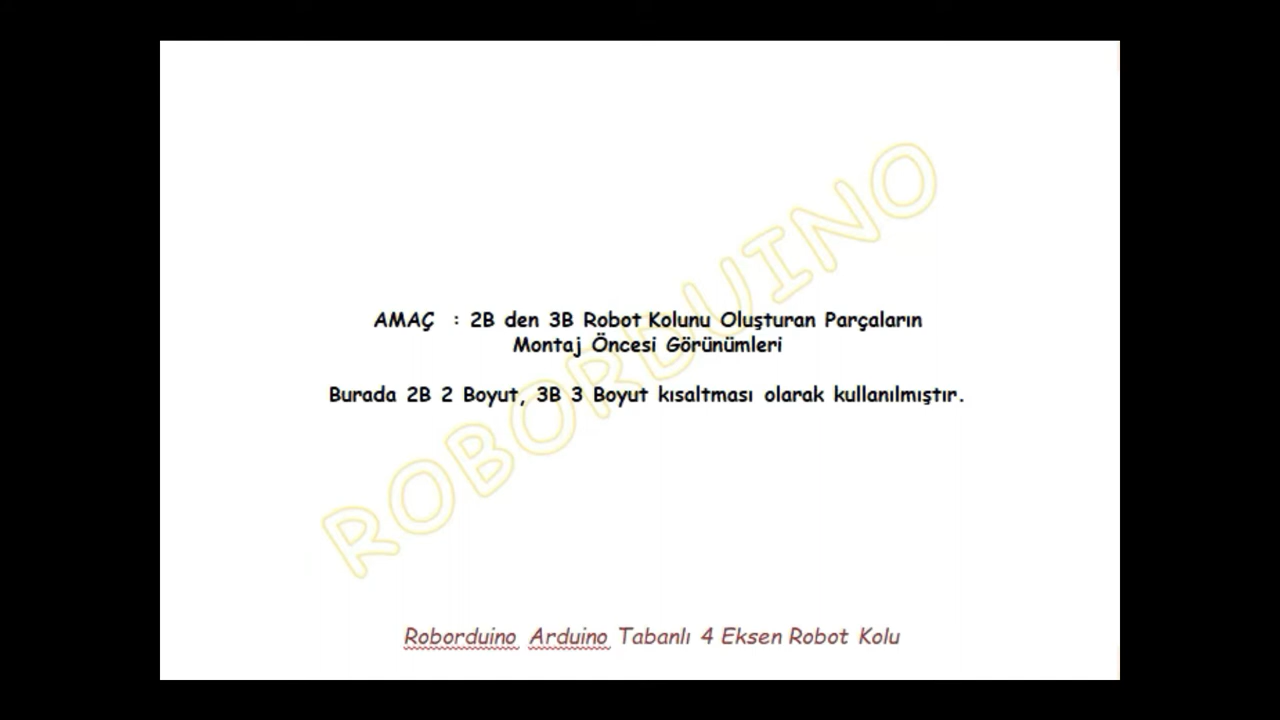 AMAÇ : 2B den 3B Robot Kolunu Oluşturan Parçaların
Montaj Öncesi Görünümleri
Burada 2B 2 Boyut, 3B 3 Boyut kısaltması olarak kullanılmıştır.
ROBORDUINO
Roborduino Arduino Tabanlı 4 Eksen Robot Kolu